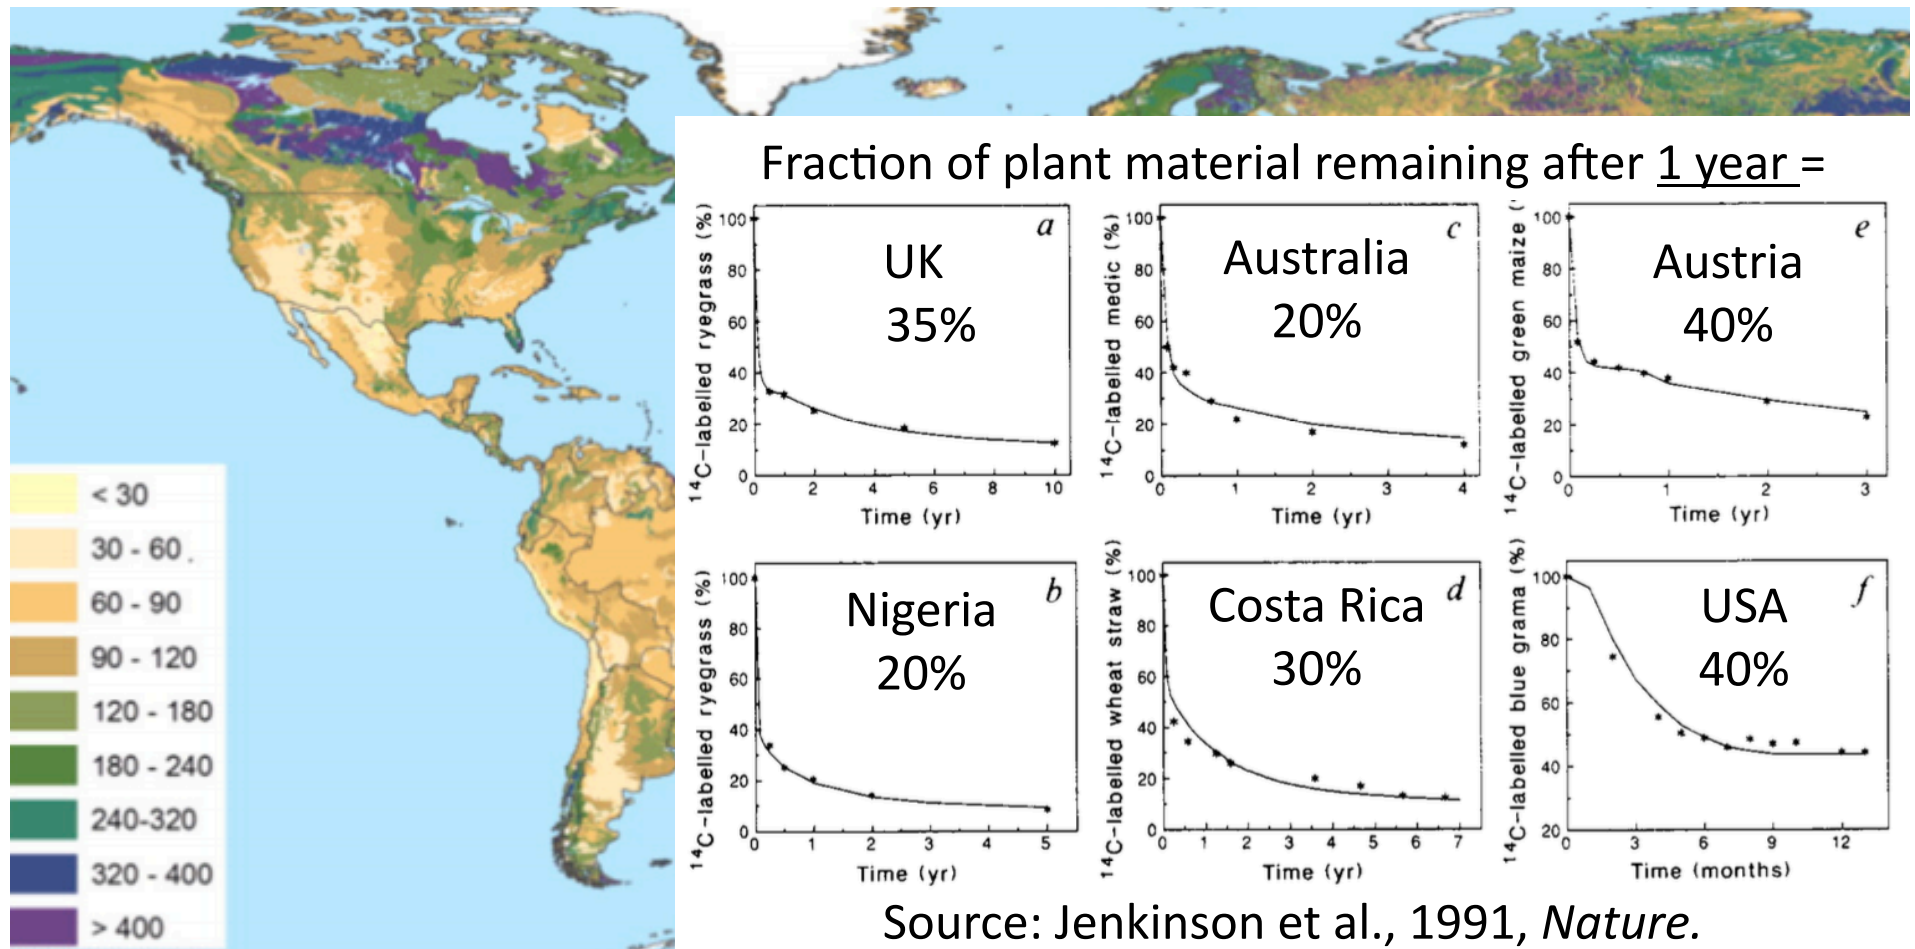 Fraction of plant material remaining after 1 year =
100
80
60
40
20
0
14C-labelled ryegrass (%)
a
UK
35%
0 2 4 6 8 10
Time (yr)
100
80
60
40
20
0
14C-labelled medic (%)
c
Australia
20%
0 1 2 3 4
Time (yr)
100
80
60
40
20
0
14C-labelled green maize (
e
Austria
40%
0 1 2 3
Time (yr)
< 30
30 - 60
60 - 90
90 - 120
120 - 180
180 - 240
240-320
320 - 400
> 400
100
80
60
40
20
0
14C-labelled ryegrass (%)
b
Nigeria
20%
0 1 2 3 4 5
Time (yr)
100
80
60
40
20
0
14C-labelled wheat straw (%)
d
Costa Rica
30%
0 1 2 3 4 5 6 7
Time (yr)
100
80
60
40
20
14C-labelled blue grama (%)
f
USA
40%
0 3 6 9 12
Time (months)
Source: Jenkinson et al., 1991, Nature.